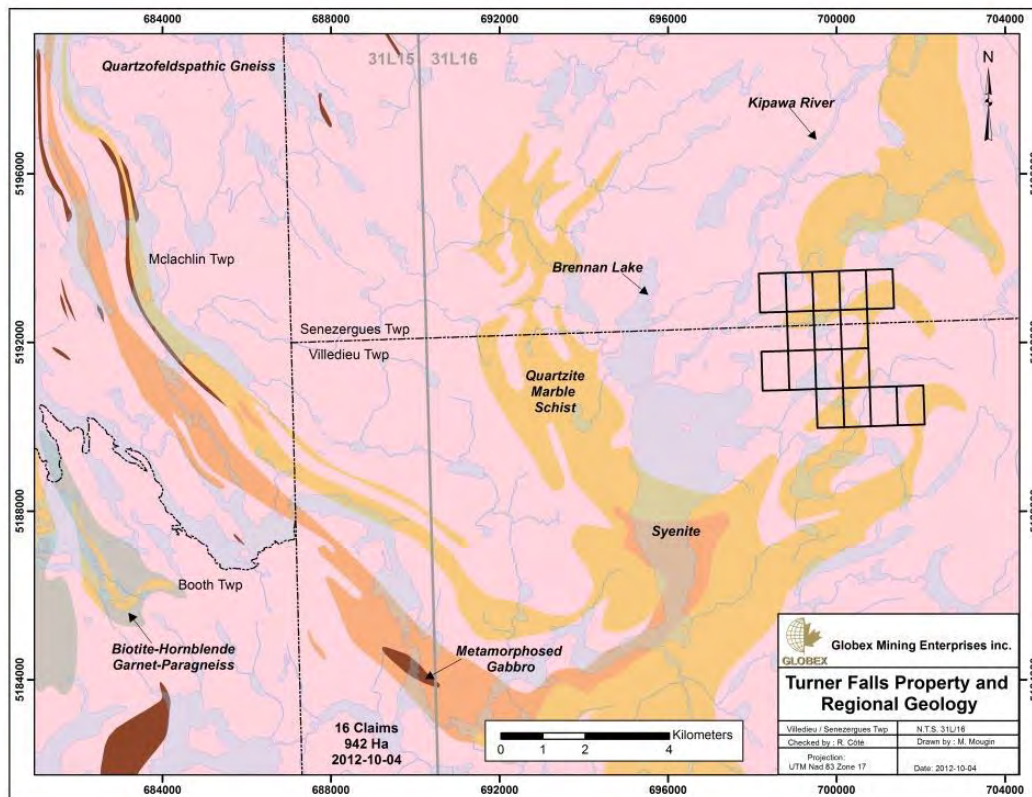 684000
688000
692000
696000
700000
704000
Quartzofeldspathic Gneiss
31L15
31L16
N
Kipawa River
5196000
Mclachlin Twp
Brennan Lake
5192000
Senezergues Twp
Villedieu Twp
Quartzite
Marble
Schist
5188000
Syenite
Booth Twp
Biotite-Hornblende
Garnet-Paragneiss
Metamorphosed
Gabbro
5184000
16 Claims
942 Ha
2012-10-04
Kilometers
0 1 2 4
GLOBEX
Globex Mining Enterprises inc.
Turner Falls Property and
Regional Geology
Villedieu / Senezergues Twp
N.T.S. 31L/16
Checked by : R. Côte
Drawn by : M. Mougin
Projection:
UTM Nad 83 Zone 17
Date: 2012-10-04
684000
688000
692000
696000
700000
704000